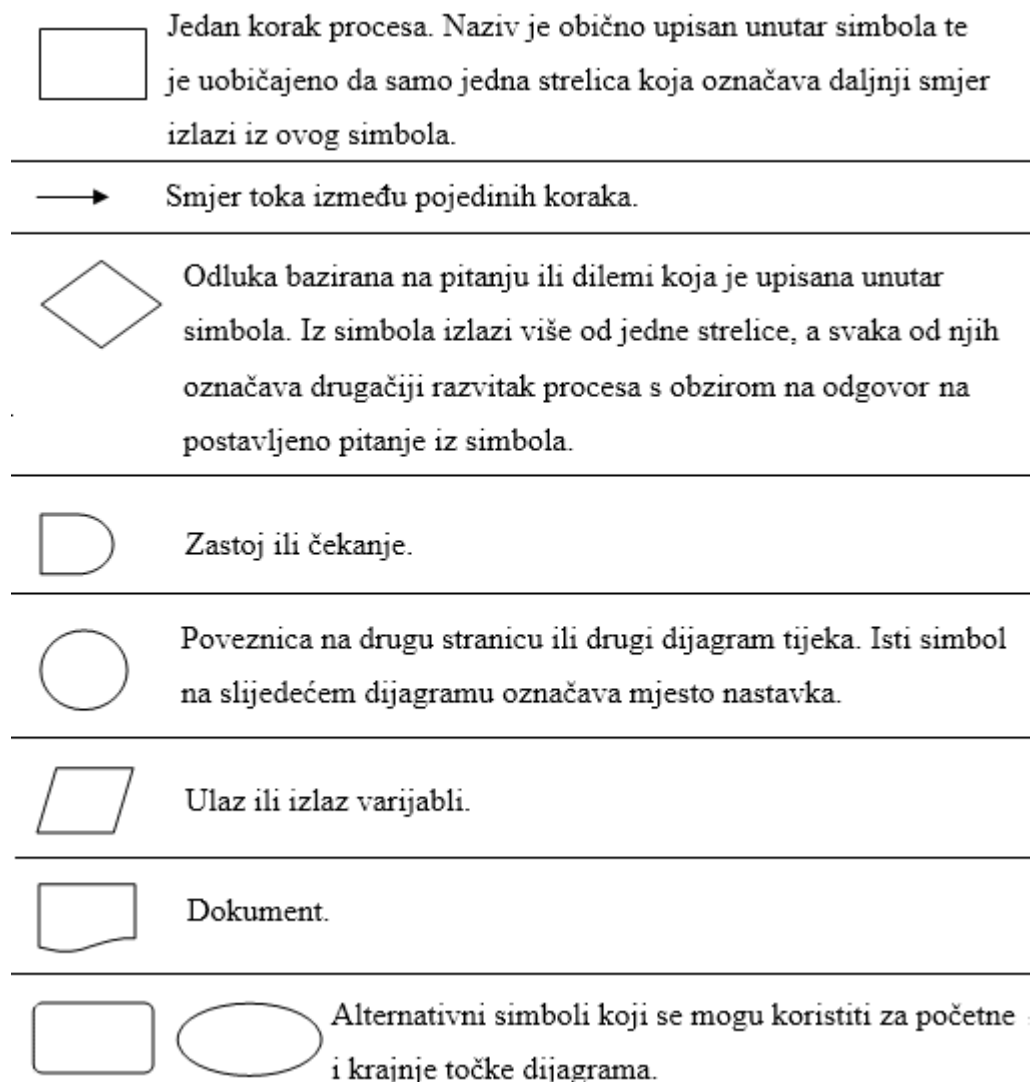 Jedan korak procesa. Naziv je obično upisan unutar simbola te
je uobičajeno da samo jedna strelica koja označava daljnji smjer
izlazi iz ovog simbola.
Smjer toka između pojedinih koraka.
Odluka bazirana na pitanju ili dilemi koja je upisana unutar
simbola. Iz simbola izlazi više od jedne strelice, a svaka od njih
označava drugačiji razvitak procesa s obzirom na odgovor na
postavljeno pitanje iz simbola.
Zastoj ili čekanje.
Poveznica na drugu stranicu ili drugi dijagram tijeka. Isti simbol
na slijedećem dijagramu označava mjesto nastavka.
Ulaz ili izlaz varijabli.
Dokument.
Alternativni simboli koji se mogu koristiti za početne
i krajnje točke dijagrama.